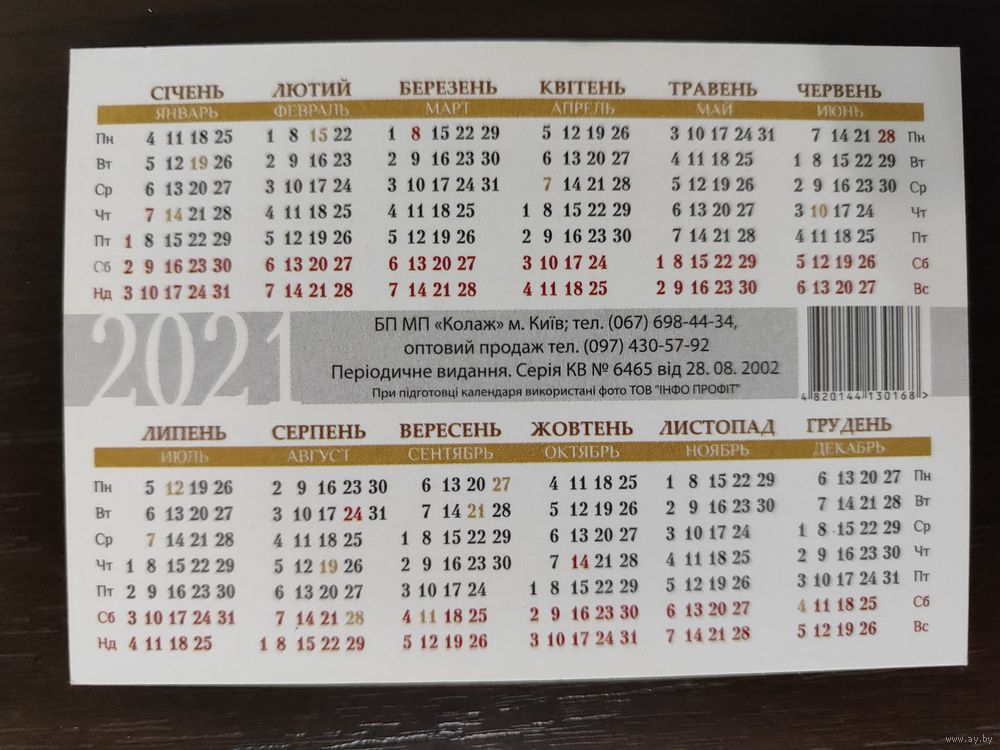 СІЧЕНЬ ЛЮТИЙ БЕРЕЗЕНЬ КВІТЕНЬ ТРАВЕНЬ ЧЕРВЕНЬ
ЯНВАРЬ ФЕВРАЛЬ МАРТ АПРЕЛЬ МАЙ ИЮНЬ
Пн 4 11 18 25 1 8 15 22 1 8 15 22 29 5 12 19 26 3 10 17 24 31 7 14 21 28 Пн
Вт 5 12 19 26 2 9 16 23 2 9 16 23 30 6 13 20 27 4 11 18 25 1 8 15 22 29 Вт
Ср 6 13 20 27 3 10 17 24 3 10 17 24 31 7 14 21 28 5 12 19 26 2 9 16 23 30 Ср
Чт 7 14 21 28 4 11 18 25 4 11 18 25 1 8 15 22 29 6 13 20 27 3 10 17 24 Чт
Пт 1 8 15 22 29 5 12 19 26 5 12 19 26 2 9 16 23 30 7 14 21 28 4 11 18 25 Пт
Сб 2 9 16 23 30 6 13 20 27 6 13 20 27 3 10 17 24 1 8 15 22 29 5 12 19 26 Сб
Нд 3 10 17 24 31 7 14 21 28 7 14 21 28 4 11 18 25 2 9 16 23 30 6 13 20 27 Вс
2021
БП МП «Колаж» м. Київ; тел. (067) 698-44-34,
оптовий продаж тел. (097) 430-57-92
Періодичне видання. Серія КВ № 6465 від 28. 08. 2002
При підготовці календаря використані фото ТОВ "ІНФО ПРОФІТ"
4 820144 130168 >
ЛИПЕНЬ СЕРПЕНЬ ВЕРЕСЕНЬ ЖОВТЕНЬ ЛИСТОПАД ГРУДЕНЬ
ИЮЛЬ АВГУСТ СЕНТЯБРЬ ОКТЯБРЬ НОЯБРЬ ДЕКАБРЬ
Пн 5 12 19 26 2 9 16 23 30 6 13 20 27 4 11 18 25 1 8 15 22 29 6 13 20 27 Пн
Вт 6 13 20 27 3 10 17 24 31 7 14 21 28 5 12 19 26 2 9 16 23 30 7 14 21 28 Вт
Ср 7 14 21 28 4 11 18 25 1 8 15 22 29 6 13 20 27 3 10 17 24 1 8 15 22 29 Ср
Чт 1 8 15 22 29 5 12 19 26 2 9 16 23 30 7 14 21 28 4 11 18 25 2 9 16 23 30 Чт
Пт 2 9 16 23 30 6 13 20 27 3 10 17 24 1 8 15 22 29 5 12 19 26 3 10 17 24 31 Пт
Сб 3 10 17 24 31 7 14 21 28 4 11 18 25 2 9 16 23 30 6 13 20 27 4 11 18 25 Сб
Нд 4 11 18 25 1 8 15 22 29 5 12 19 26 3 10 17 24 31 7 14 21 28 5 12 19 26 Вс
www.ay.by